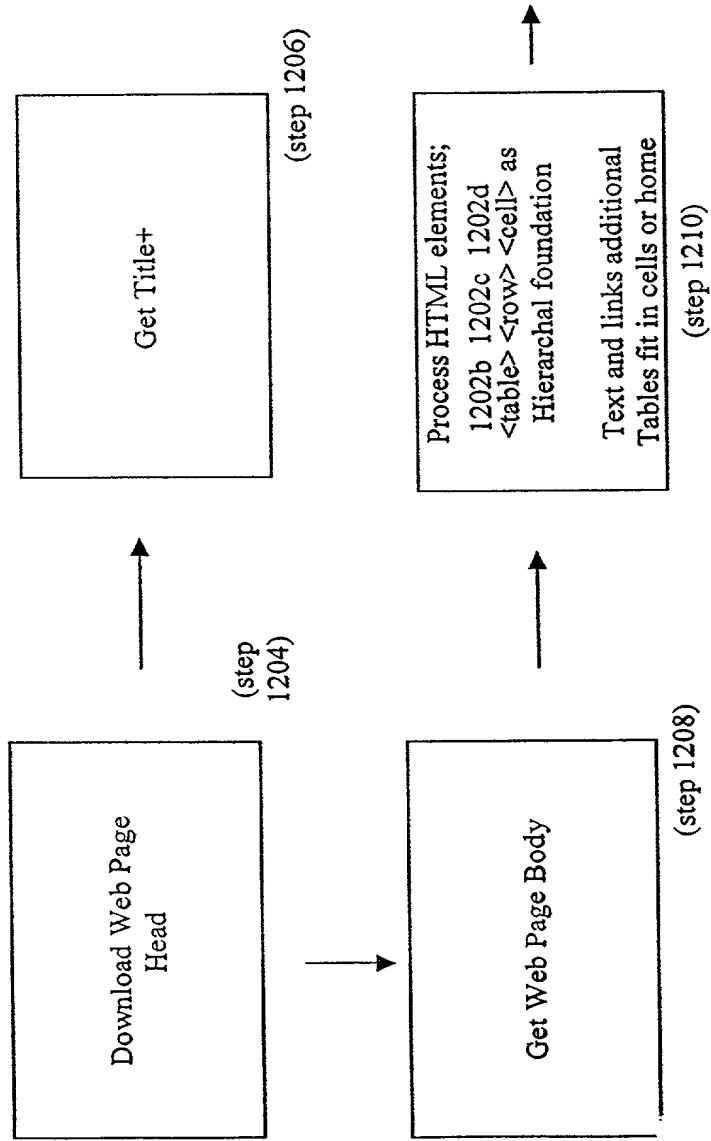 Download Web Page
Head
(step
1204)
Get Title+
(step 1206)
Get Web Page Body
(step 1208)
Process HTML elements;
1202b 1202c 1202d
<table> <row> <cell> as
Hierarchal foundation
Text and links additional
Tables fit in cells or home
(step 1210)